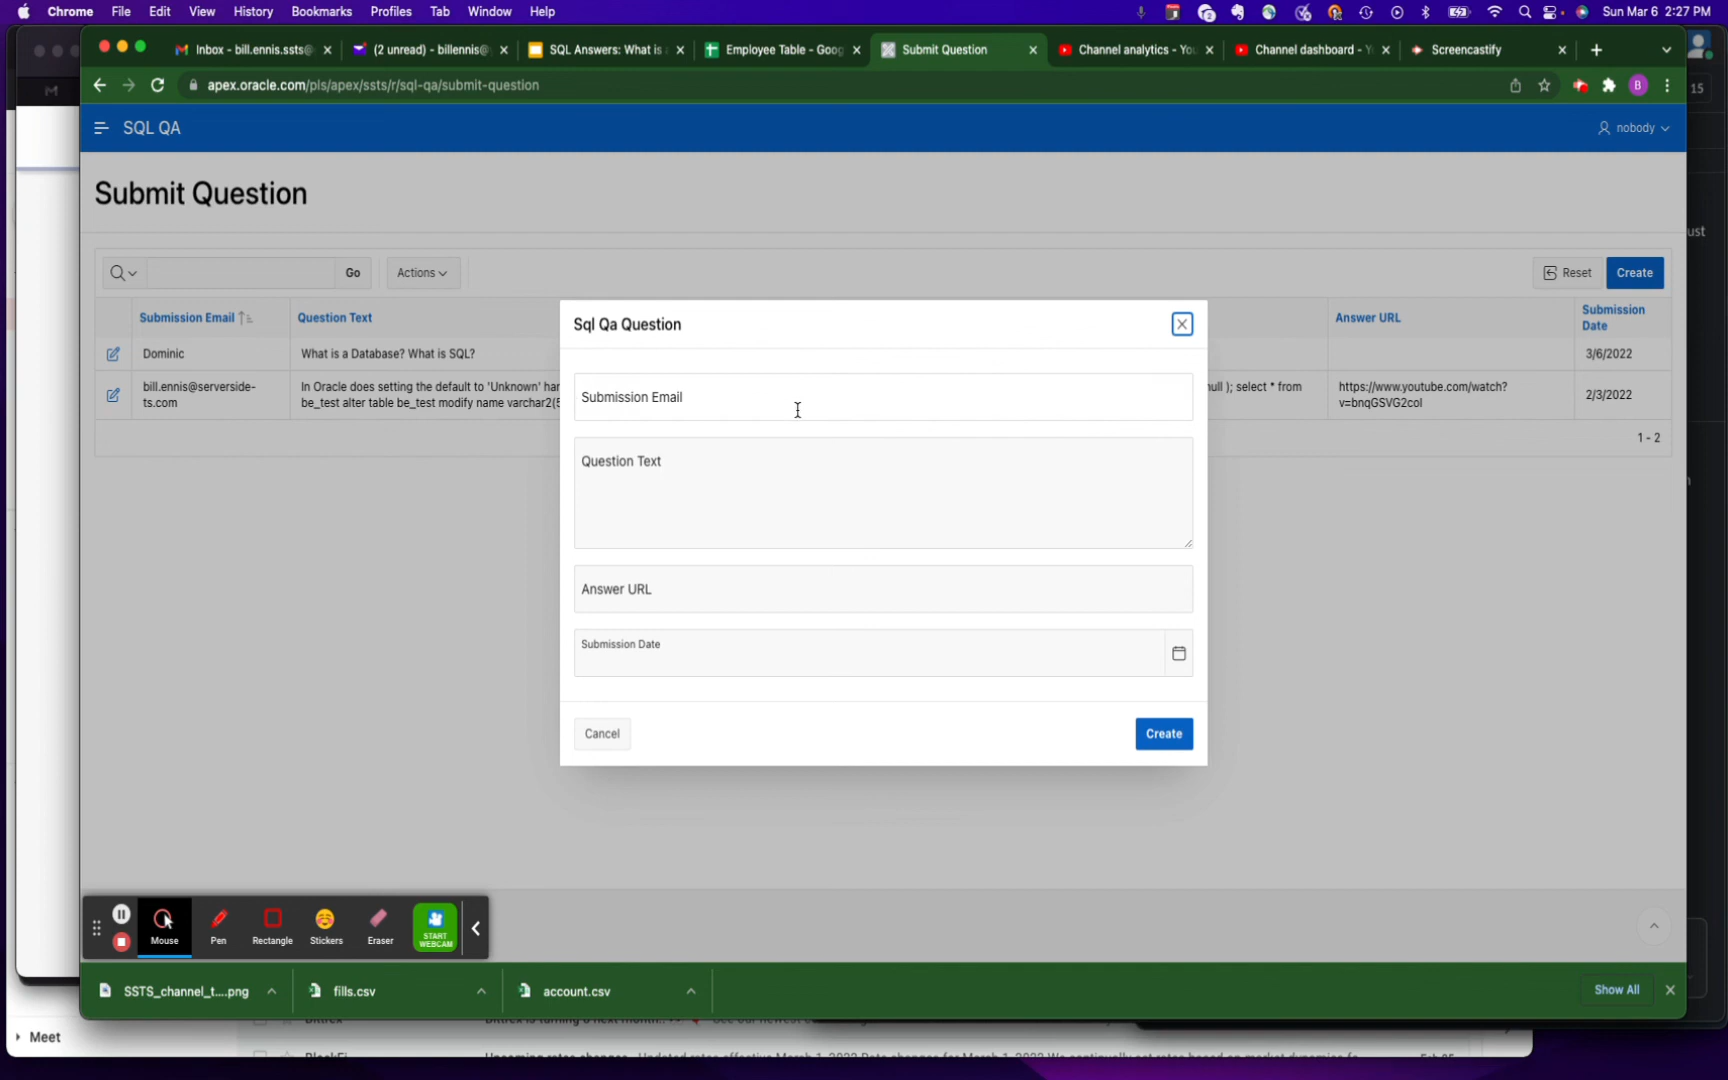 Chrome File Edit View History Bookmarks Profiles Tab Window Help Sun Mar 6 2:27 PM
Inbox - bill.ennis.ssts@ (2 unread) - billennis@ SQL Answers: What is Employee Table - Goog Submit Question Channel analytics - You Channel dashboard - Y Screencastify
apex.oracle.com/pls/apex/ssts/r/sql-qa/submit-question
15
SQL QA nobody
Submit Question
ust
Go Actions Reset Create
Submission Email Question Text Answer URL Submission Date
Dominic What is a Database? What is SQL? 3/6/2022
bill.ennis@serverside-ts.com In Oracle does setting the default to 'Unknown' har null ); select * from https://www.youtube.com/watch? 2/3/2022
be_test alter table be_test modify name varchar2(5 v=bnqGSVG2coI
1 - 2
Sql Qa Question
Submission Email
Question Text
Answer URL
Submission Date
Cancel Create
Mouse Pen Rectangle Stickers Eraser START WEBCAM
SSTS_channel_t....png fills.csv account.csv Show All
Meet